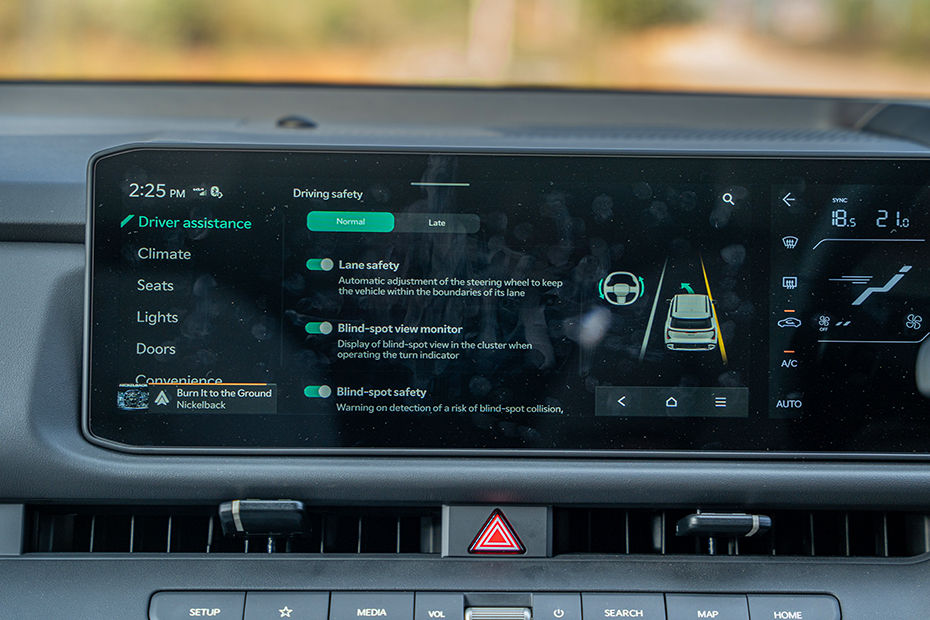 2:25 PM
Driving safety
SYNC
18.5
21.0
Driver assistance
Normal
Late
Climate
Lane safety
Automatic adjustment of the steering wheel to keep
the vehicle within the boundaries of its lane
Seats
Lights
Blind-spot view monitor
Display of blind-spot view in the cluster when
operating the turn indicator
OFF
Doors
A/C
Convenience
Blind-spot safety
Warning on detection of a risk of blind-spot collision,
NICKELBACK
Burn It to the Ground
Nickelback
AUTO
SETUP
MEDIA
VOL
SEARCH
MAP
HOME